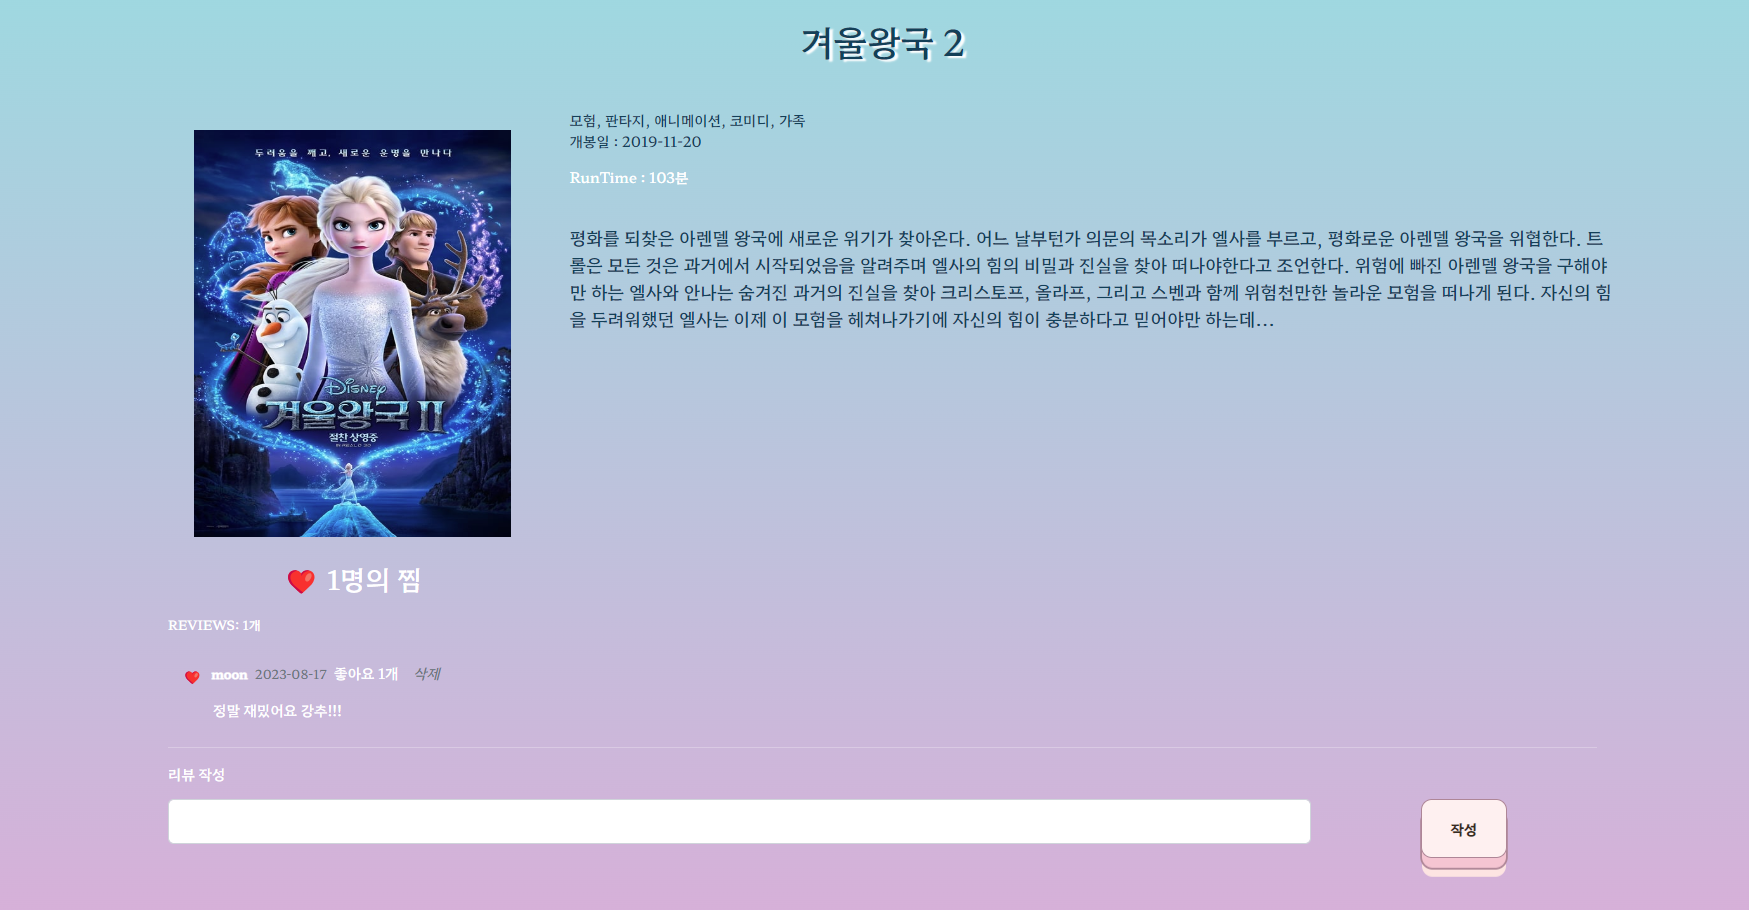 겨울왕국 2
모험, 판타지, 애니메이션, 코미디, 가족
개봉일 : 2019-11-20
RunTime : 103분
평화를 되찾은 아렌델 왕국에 새로운 위기가 찾아온다. 어느 날부턴가 의문의 목소리가 엘사를 부르고, 평화로운 아렌델 왕국을 위협한다. 트
롤은 모든 것은 과거에서 시작되었음을 알려주며 엘사의 힘의 비밀과 진실을 찾아 떠나야한다고 조언한다. 위험에 빠진 아렌델 왕국을 구해야
만 하는 엘사와 안나는 숨겨진 과거의 진실을 찾아 크리스토프, 올라프, 그리고 스벤과 함께 위험천만한 놀라운 모험을 떠나게 된다. 자신의 힘
을 두려워했던 엘사는 이제 이 모험을 헤쳐나가기에 자신의 힘이 충분하다고 믿어야만 하는데…
두려움을 깨고, 새로운 운명을 만나다
Disney
겨울왕국 II
절찬 상영중
1명의 찜
REVIEWS: 1개
moon 2023-08-17 좋아요 1개 삭제
정말 재밌어요 강추!!!
리뷰 작성
작성